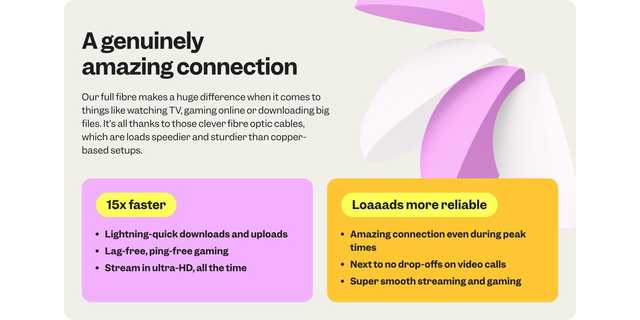 A genuinely
amazing connection
Our full fibre makes a huge difference when it comes to
things like watching TV, gaming online or downloading big
files. It's all thanks to those clever fibre optic cables,
which are loads speedier and sturdier than copper-
based setups.
15x faster
• Lightning-quick downloads and uploads
• Lag-free, ping-free gaming
• Stream in ultra-HD, all the time
Loaaads more reliable
• Amazing connection even during peak
times
• Next to no drop-offs on video calls
• Super smooth streaming and gaming